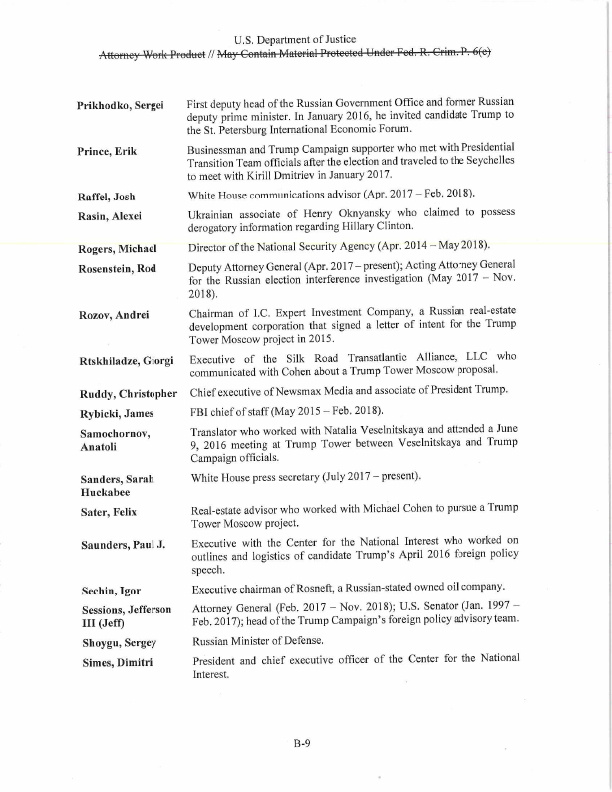 U.S. Department of Justice
Attorney Work Product // May Contain Material Protected Under Fed. R. Crim. P. 6(e)
Prikhodko, Sergei First deputy head of the Russian Government Office and former Russian
deputy prime minister. In January 2016, he invited candidate Trump to
the St. Petersburg International Economic Forum.
Prince, Erik Businessman and Trump Campaign supporter who met with Presidential
Transition Team officials after the election and traveled to the Seychelles
to meet with Kirill Dmitriev in January 2017.
Raffel, Josh White House communications advisor (Apr. 2017 – Feb. 2018).
Rasin, Alexei Ukrainian associate of Henry Oknyansky who claimed to possess
derogatory information regarding Hillary Clinton.
Rogers, Michael Director of the National Security Agency (Apr. 2014 – May 2018).
Rosenstein, Rod Deputy Attorney General (Apr. 2017 – present); Acting Attorney General
for the Russian election interference investigation (May 2017 – Nov.
2018).
Rozov, Andrei Chairman of I.C. Expert Investment Company, a Russian real-estate
development corporation that signed a letter of intent for the Trump
Tower Moscow project in 2015.
Rtskhiladze, Giorgi Executive of the Silk Road Transatlantic Alliance, LLC who
communicated with Cohen about a Trump Tower Moscow proposal.
Ruddy, Christopher Chief executive of Newsmax Media and associate of President Trump.
Rybicki, James FBI chief of staff (May 2015 – Feb. 2018).
Samochornov, Translator who worked with Natalia Veselnitskaya and attended a June
Anatoli 9, 2016 meeting at Trump Tower between Veselnitskaya and Trump
Campaign officials.
Sanders, Sarah White House press secretary (July 2017 – present).
Huckabee
Sater, Felix Real-estate advisor who worked with Michael Cohen to pursue a Trump
Tower Moscow project.
Saunders, Paul J. Executive with the Center for the National Interest who worked on
outlines and logistics of candidate Trump's April 2016 foreign policy
speech.
Sechin, Igor Executive chairman of Rosneft, a Russian-stated owned oil company.
Sessions, Jefferson Attorney General (Feb. 2017 – Nov. 2018); U.S. Senator (Jan. 1997 –
III (Jeff) Feb. 2017); head of the Trump Campaign's foreign policy advisory team.
Shoygu, Sergey Russian Minister of Defense.
Simes, Dimitri President and chief executive officer of the Center for the National
Interest.
B-9